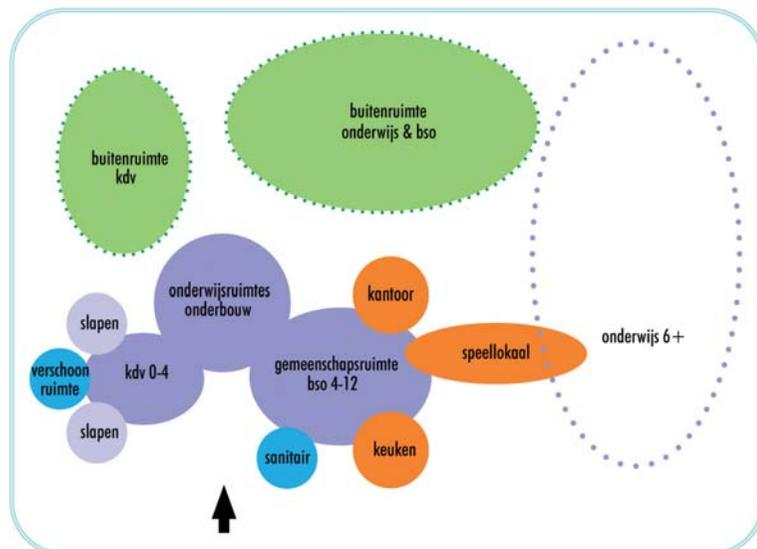 buitenruimte
kdv
buitenruimte
onderwijs & bso
onderwijsruimtes
onderbouw
kantoor
slapen
verschoon
ruimte
kdv 0-4
gemeenschapsruimte
bso 4-12
speellokaal
onderwijs 6+
slapen
sanitair
keuken